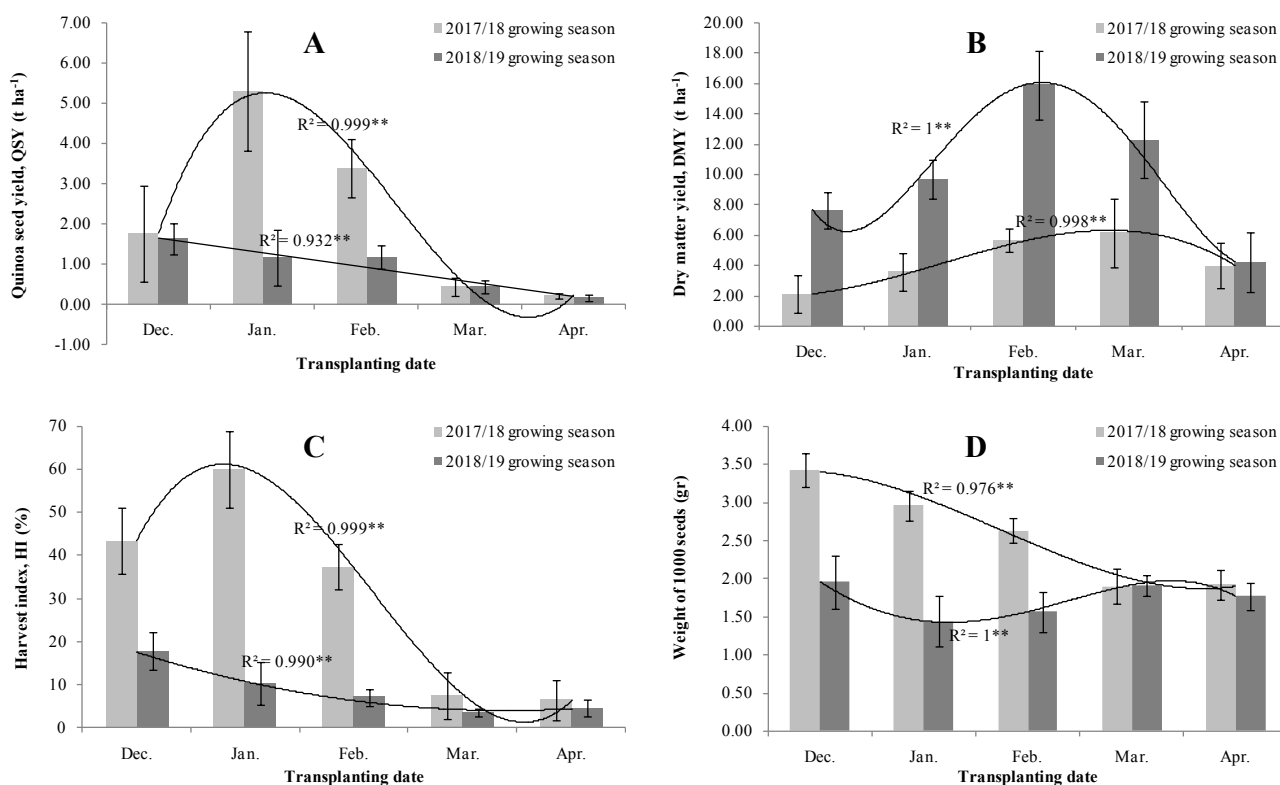 A
2017/18 growing season
2018/19 growing season
Quinoa seed yield, QSY (t ha⁻¹)
7.00
6.00
5.00
4.00
3.00
2.00
1.00
0.00
-1.00
R² = 0.999**
R² = 0.932**
Dec.
Jan.
Feb.
Mar.
Apr.
Transplanting date
B
2017/18 growing season
2018/19 growing season
Dry matter yield, DMY (t ha⁻¹)
20.00
18.00
16.00
14.00
12.00
10.00
8.00
6.00
4.00
2.00
0.00
R² = 1**
R² = 0.998**
Dec.
Jan.
Feb.
Mar.
Apr.
Transplanting date
C
2017/18 growing season
2018/19 growing season
Harvest index, HI (%)
70
60
50
40
30
20
10
0
R² = 0.999**
R² = 0.990**
Dec.
Jan.
Feb.
Mar.
Apr.
Transplanting date
D
2017/18 growing season
2018/19 growing season
Weight of 1000 seeds (gr)
4.00
3.50
3.00
2.50
2.00
1.50
1.00
0.50
0.00
R² = 0.976**
R² = 1**
Dec.
Jan.
Feb.
Mar.
Apr.
Transplanting date